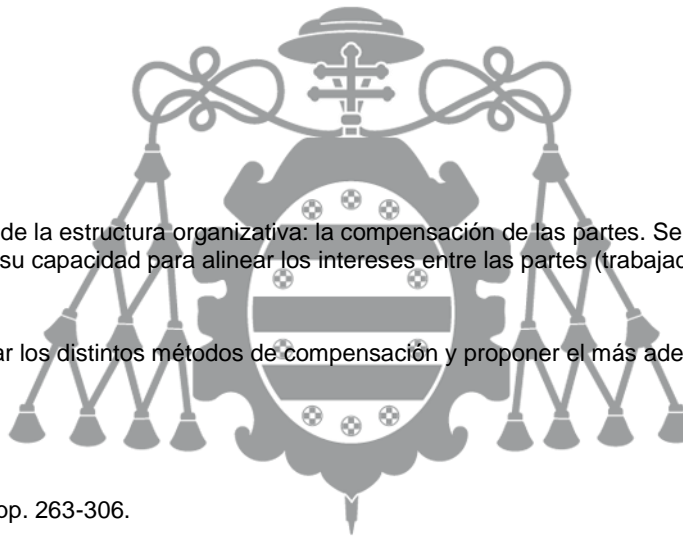 de la estructura organizativa: la compensación de las partes. Se
su capacidad para alinear los intereses entre las partes (trabajad
ar los distintos métodos de compensación y proponer el más ade
pp. 263-306.